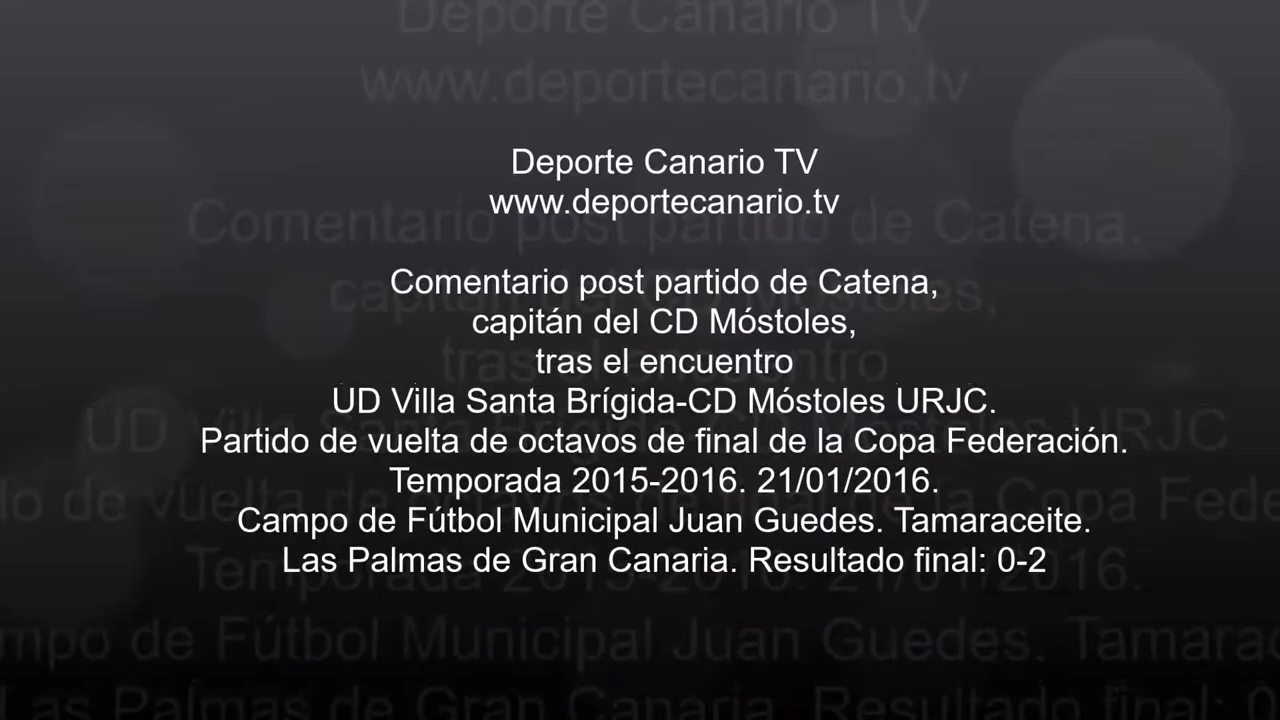 Deporte Canario TV
www.deportecanario.tv
Comentario post partido de Catena,
capitán del CD Móstoles,
tras el encuentro
UD Villa Santa Brígida-CD Móstoles URJC.
Partido de vuelta de octavos de final de la Copa Federación.
Temporada 2015-2016. 21/01/2016.
Campo de Fútbol Municipal Juan Guedes. Tamaraceite.
Las Palmas de Gran Canaria. Resultado final: 0-2